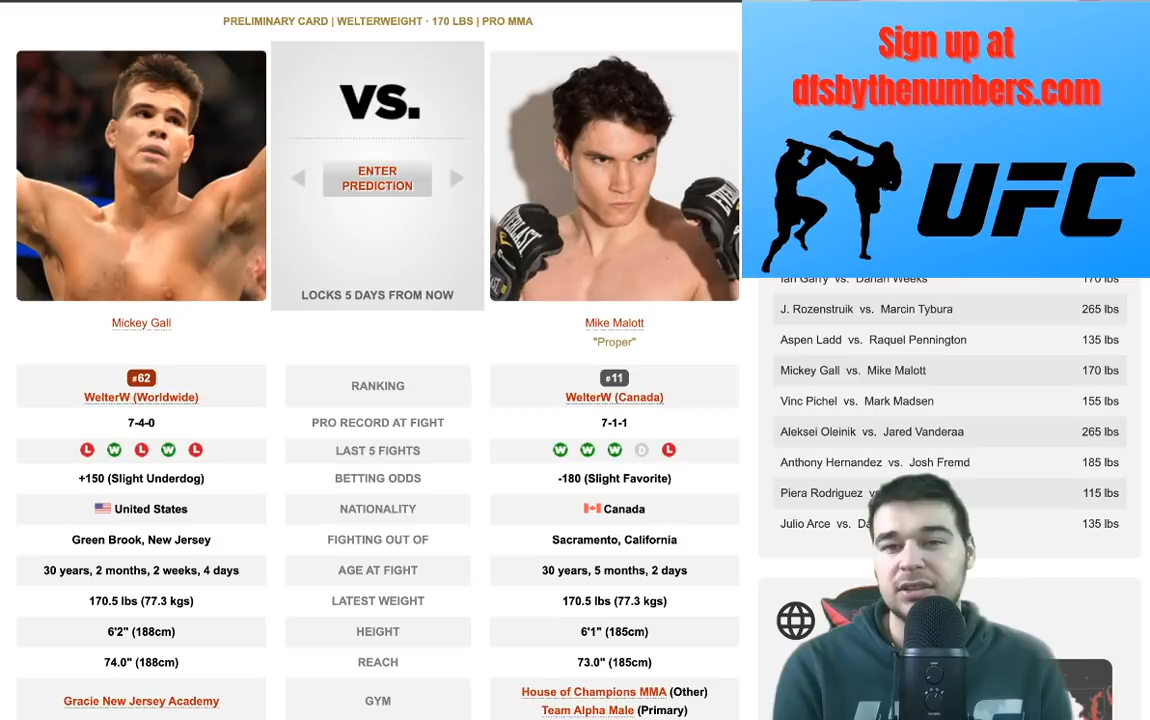 PRELIMINARY CARD | WELTERWEIGHT · 170 LBS | PRO MMA
VS.
ENTER
PREDICTION
LOCKS 5 DAYS FROM NOW
EVERLAST
Mickey Gall
Mike Malott
"Proper"
#62
WelterW (Worldwide)
RANKING
#11
WelterW (Canada)
7-4-0
PRO RECORD AT FIGHT
7-1-1
L W L W L
LAST 5 FIGHTS
W W W D L
+150 (Slight Underdog)
BETTING ODDS
-180 (Slight Favorite)
United States
NATIONALITY
Canada
Green Brook, New Jersey
FIGHTING OUT OF
Sacramento, California
30 years, 2 months, 2 weeks, 4 days
AGE AT FIGHT
30 years, 5 months, 2 days
170.5 lbs (77.3 kgs)
LATEST WEIGHT
170.5 lbs (77.3 kgs)
6'2" (188cm)
HEIGHT
6'1" (185cm)
74.0" (188cm)
REACH
73.0" (185cm)
Gracie New Jersey Academy
GYM
House of Champions MMA (Other)
Team Alpha Male (Primary)
Sign up at
dfsbythenumbers.com
UFC
Ian Garry vs. Darian Weeks 170 lbs
J. Rozenstruik vs. Marcin Tybura 265 lbs
Aspen Ladd vs. Raquel Pennington 135 lbs
Mickey Gall vs. Mike Malott 170 lbs
Vinc Pichel vs. Mark Madsen 155 lbs
Aleksei Oleinik vs. Jared Vanderaa 265 lbs
Anthony Hernandez vs. Josh Fremd 185 lbs
Piera Rodriguez 115 lbs
Julio Arce vs. 135 lbs